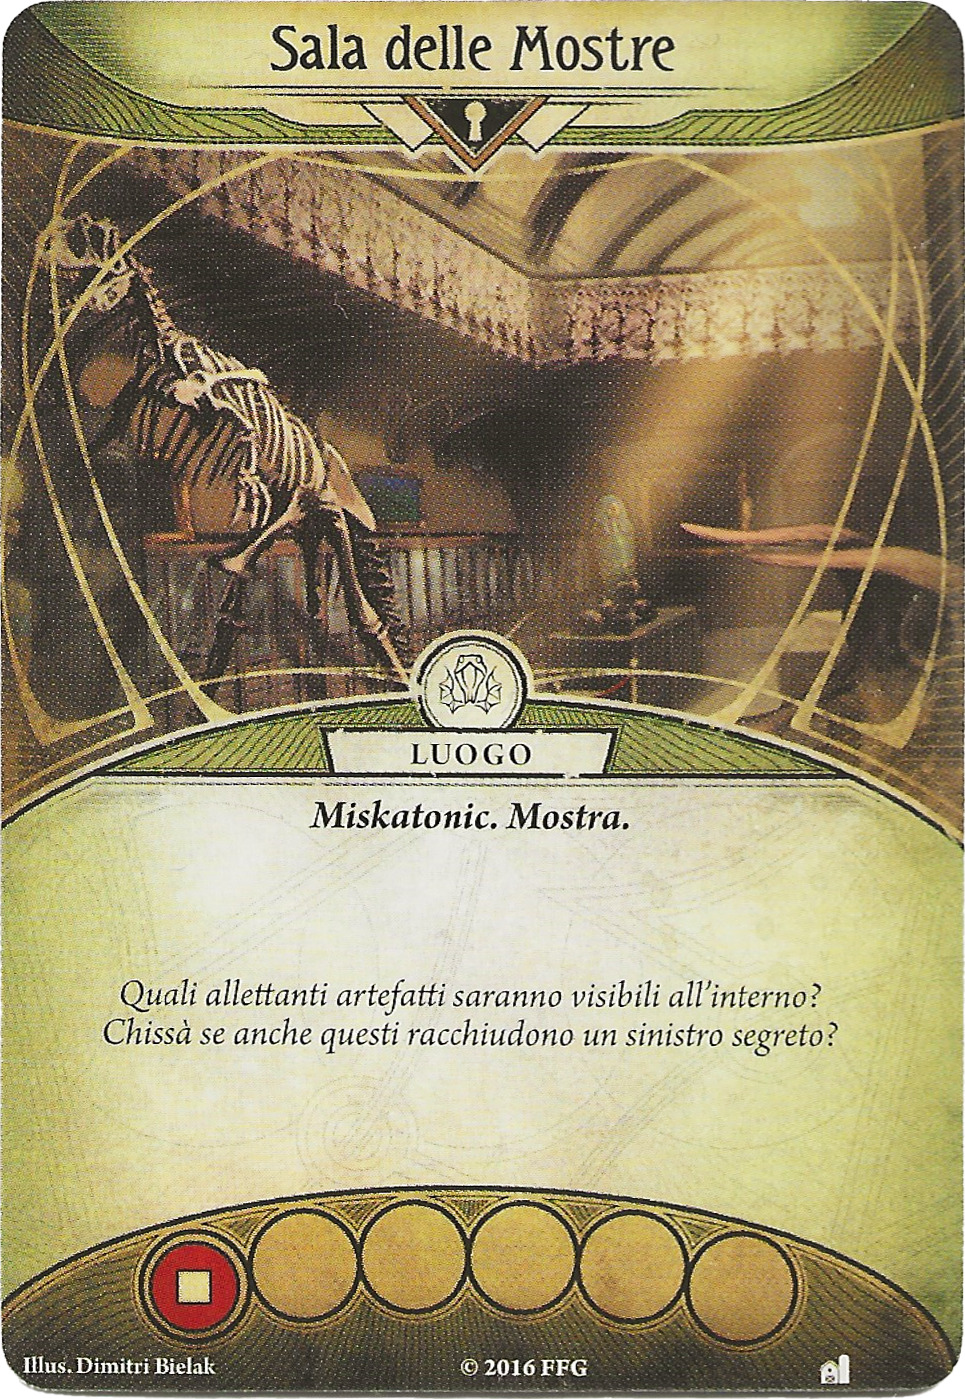 Sala delle Mostre
LUOGO
Miskatonic. Mostra.
Quali allettanti artefatti saranno visibili all'interno?
Chissà se anche questi racchiudono un sinistro segreto?
Illus. Dimitri Bielak
© 2016 FFG